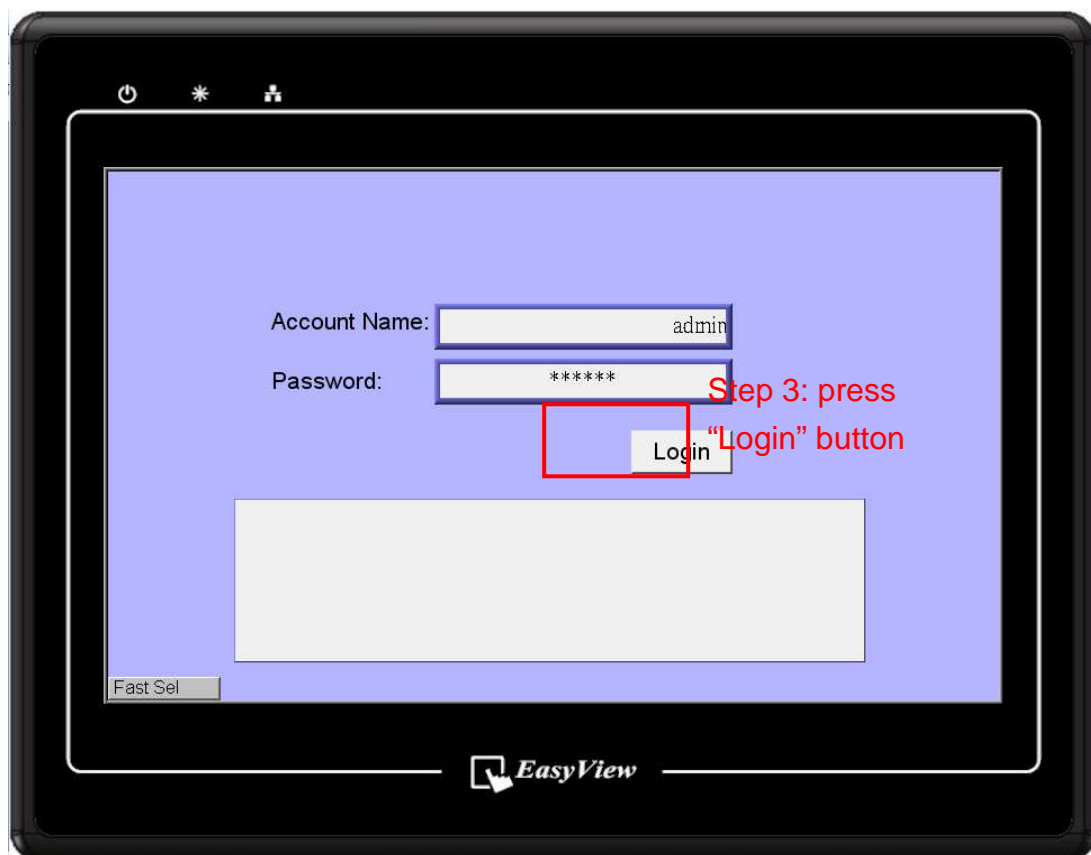 Account Name:
admin
Password:
******
Step 3: press
“Login” button
Login
Fast Sel
EasyView